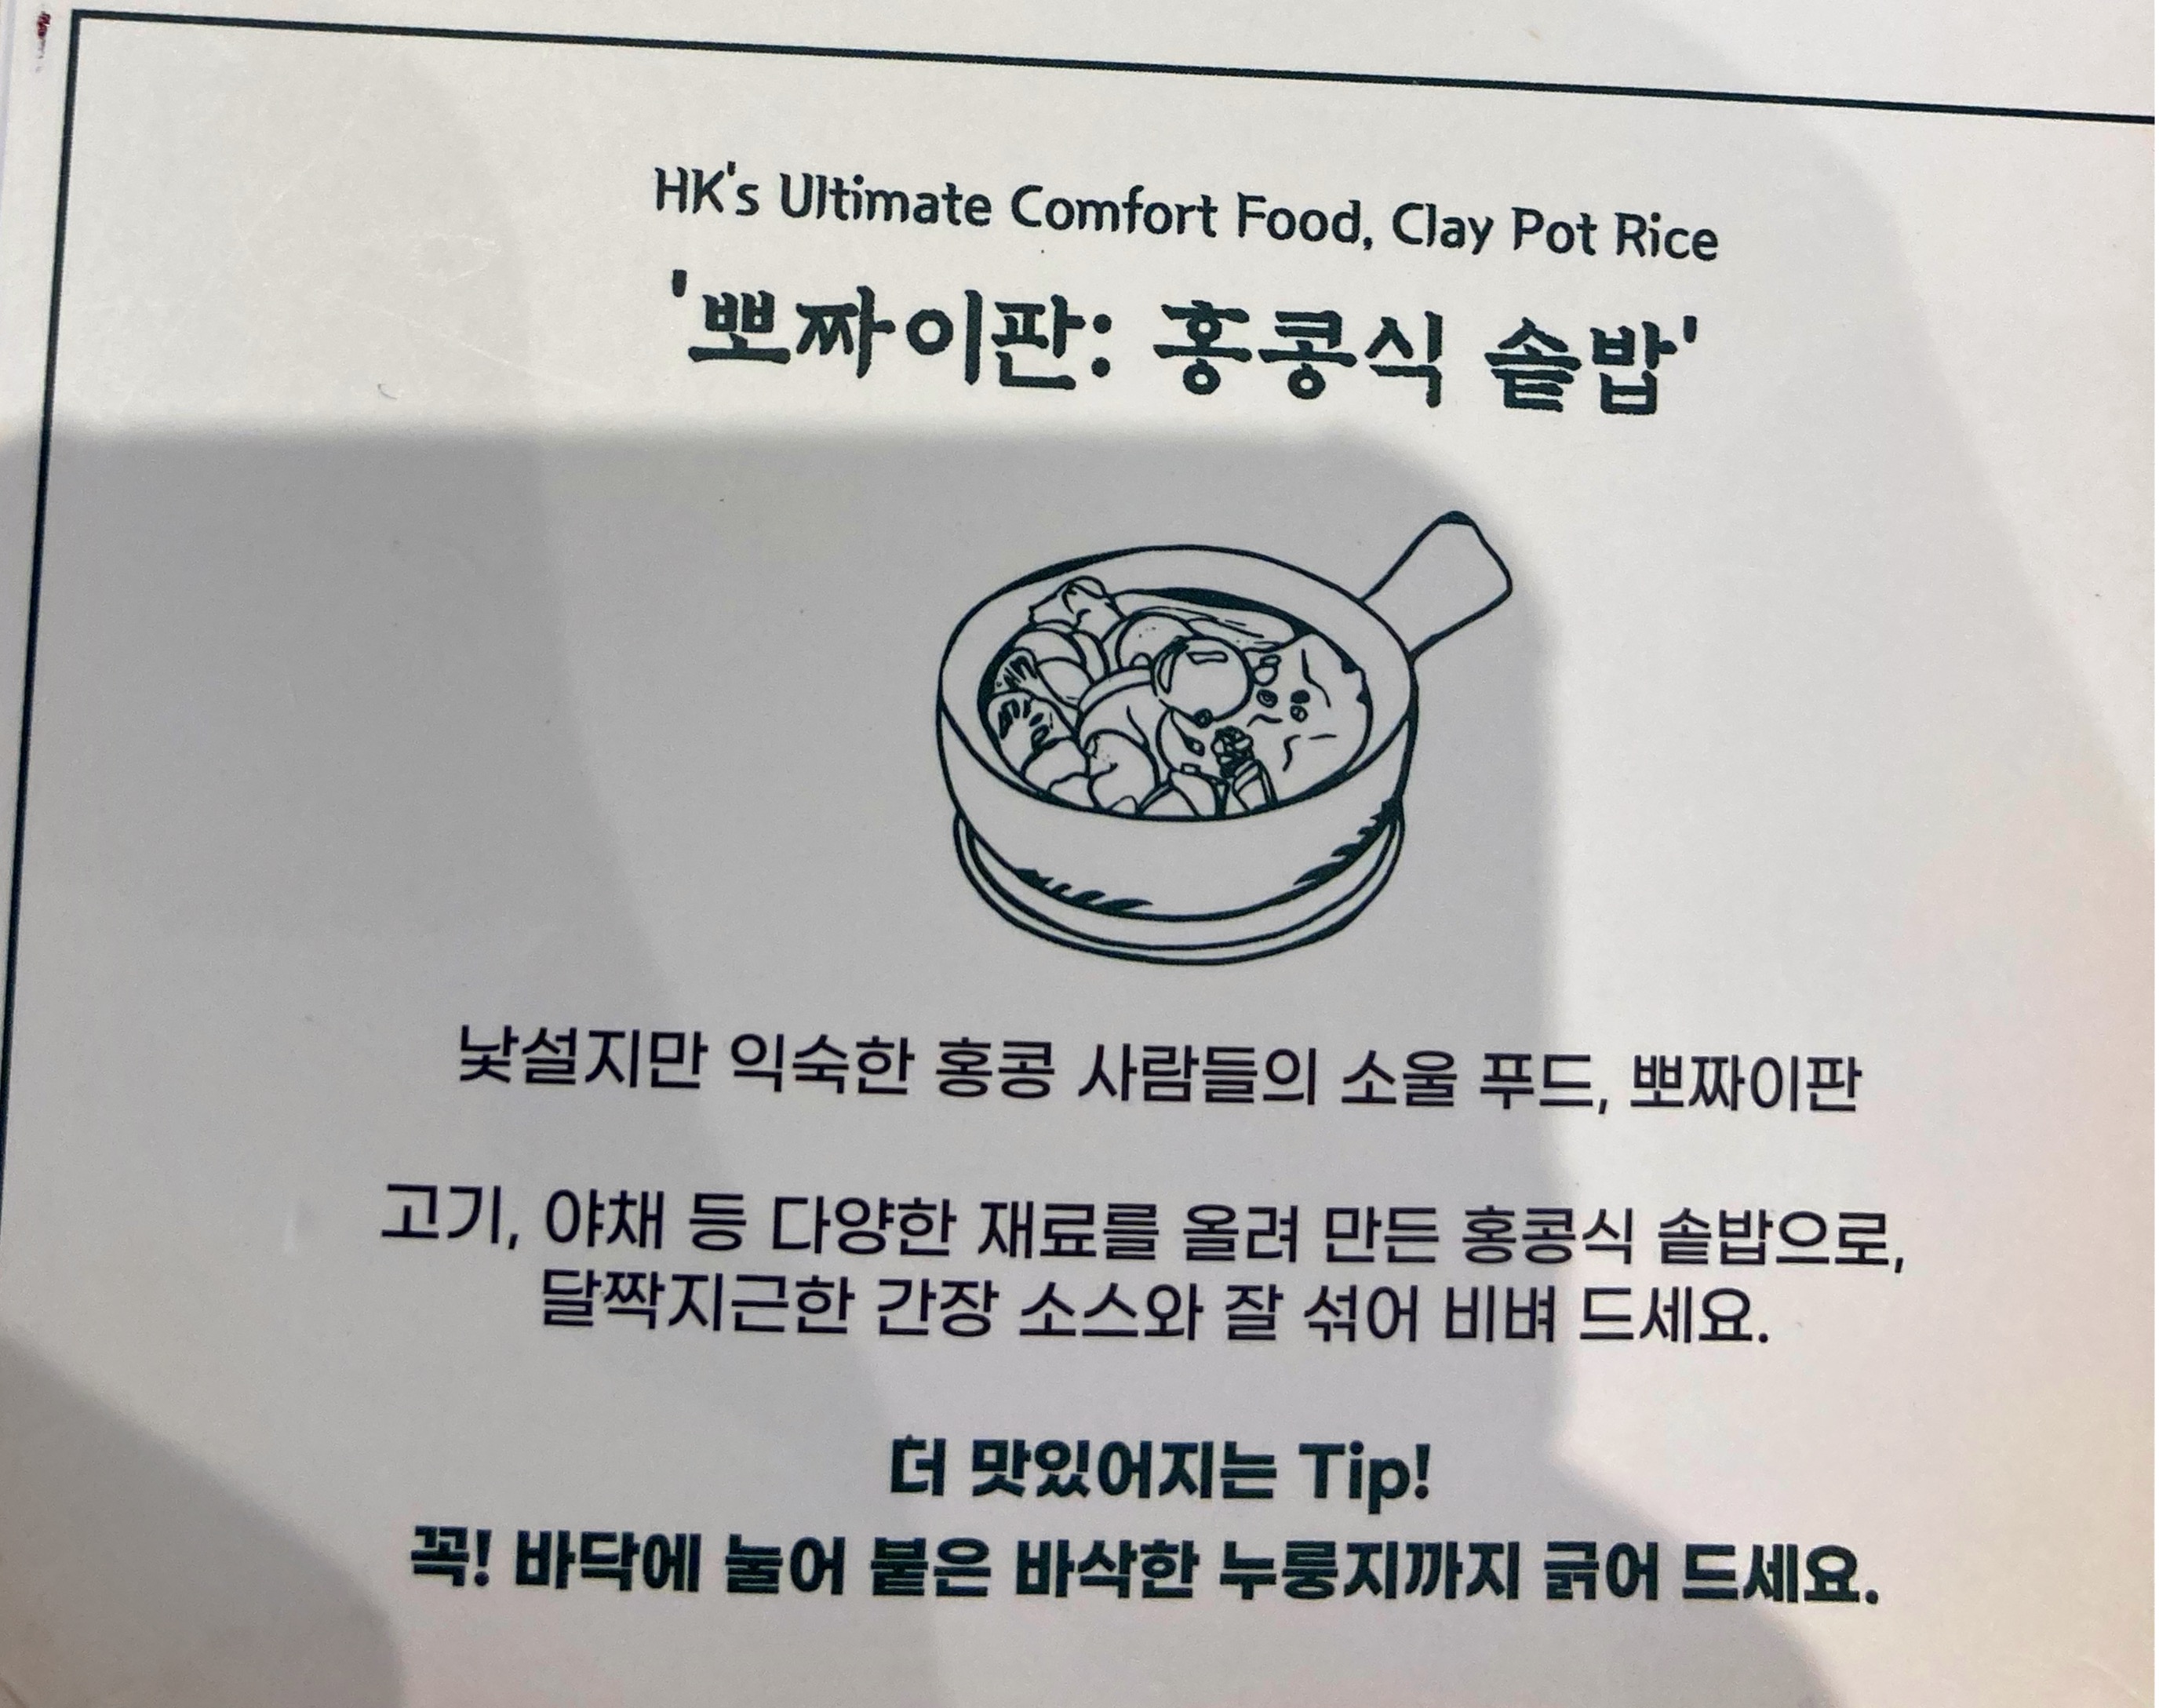 HK's Ultimate Comfort Food, Clay Pot Rice
'뽀짜이판: 홍콩식 솥밥'
낯설지만 익숙한 홍콩 사람들의 소울 푸드, 뽀짜이판
고기, 야채 등 다양한 재료를 올려 만든 홍콩식 솥밥으로,
달짝지근한 간장 소스와 잘 섞어 비벼 드세요.
더 맛있어지는 Tip!
꼭! 바닥에 눌어 붙은 바삭한 누룽지까지 긁어 드세요.